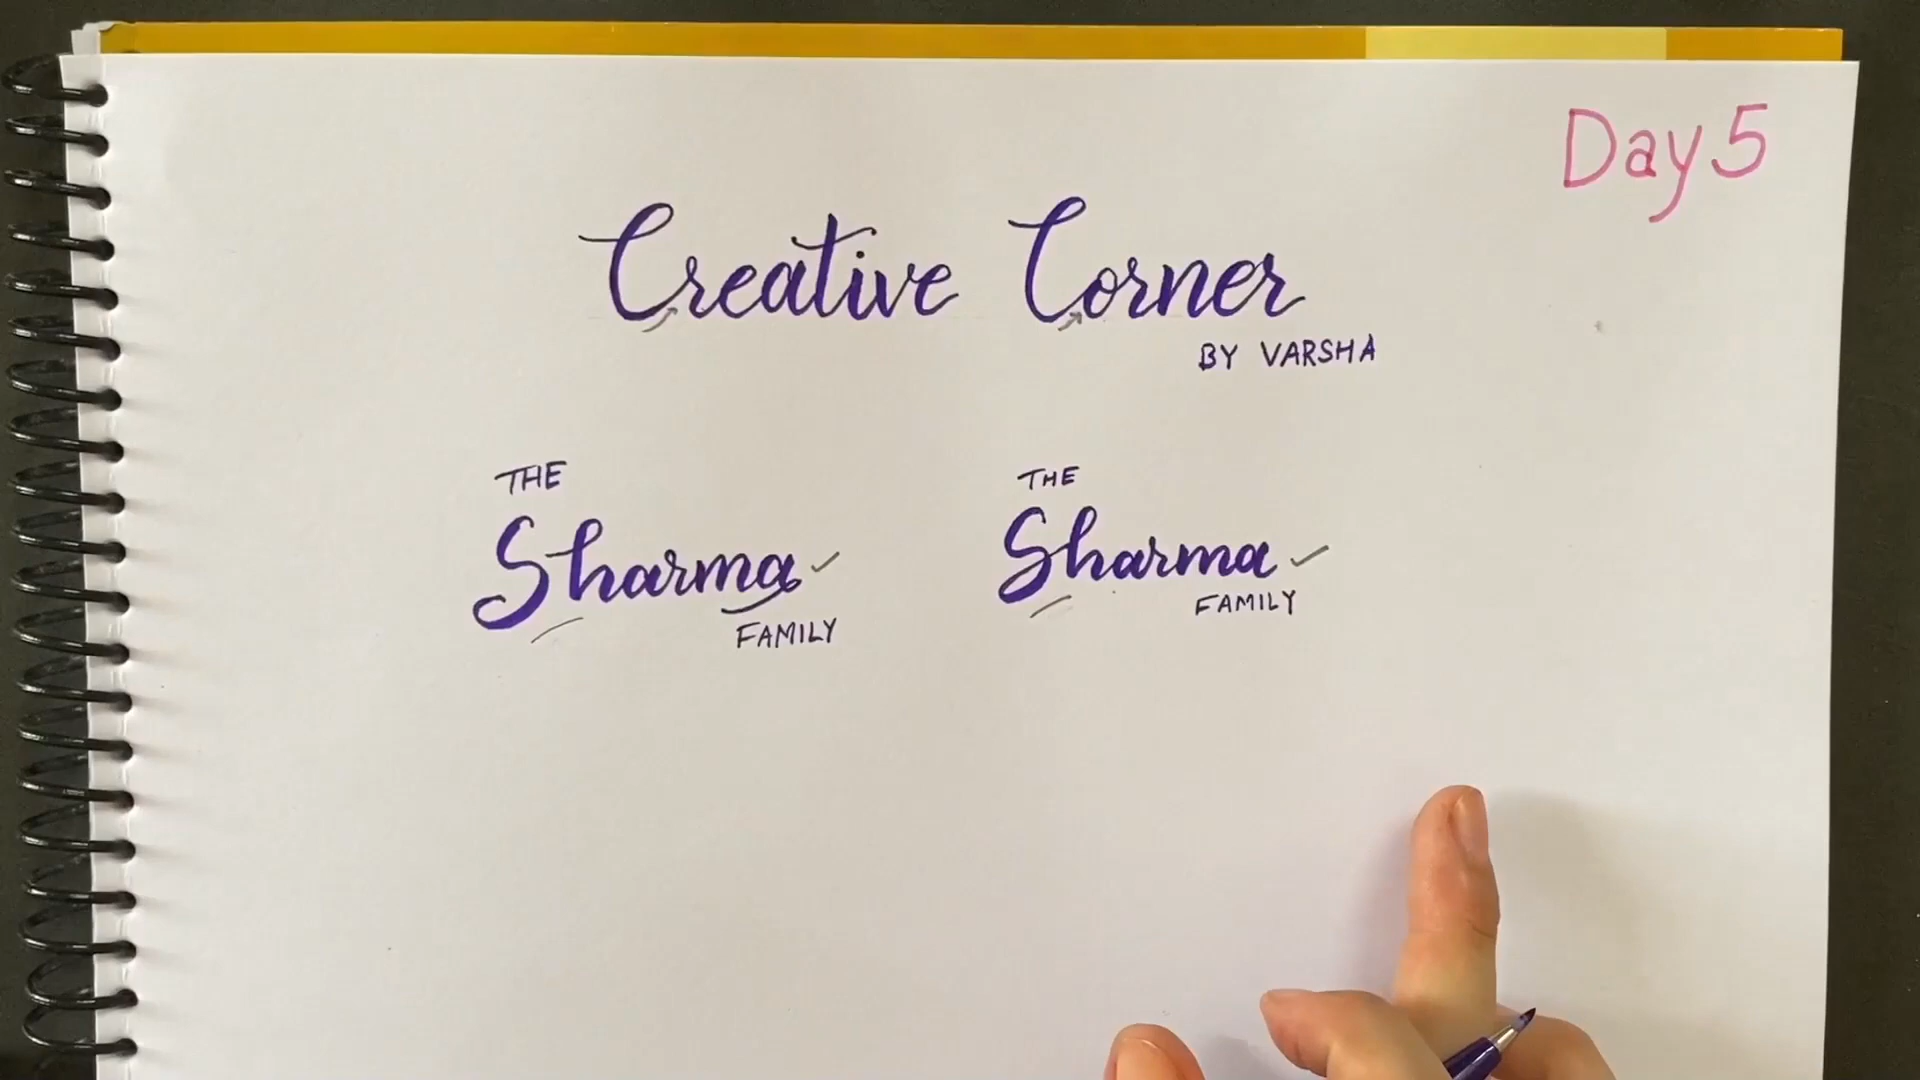 Day 5
Creative Corner
BY VARSHA
THE
Sharma
FAMILY
THE
Sharma
FAMILY